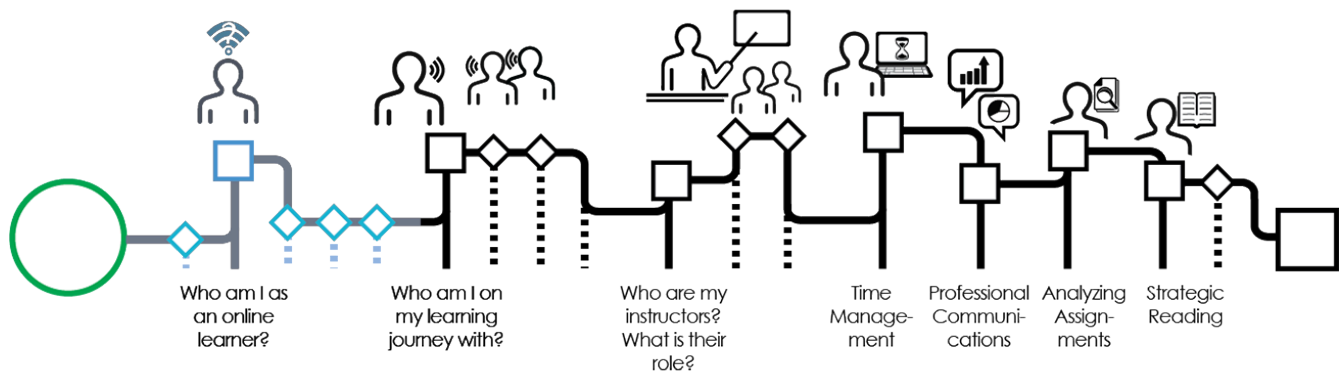 Who am I as
an online
learner?
Who am I on
my learning
journey with?
Who are my
instructors?
What is their
role?
Time
Manage-
ment
Professional
Communi-
cations
Analyzing
Assign-
ments
Strategic
Reading